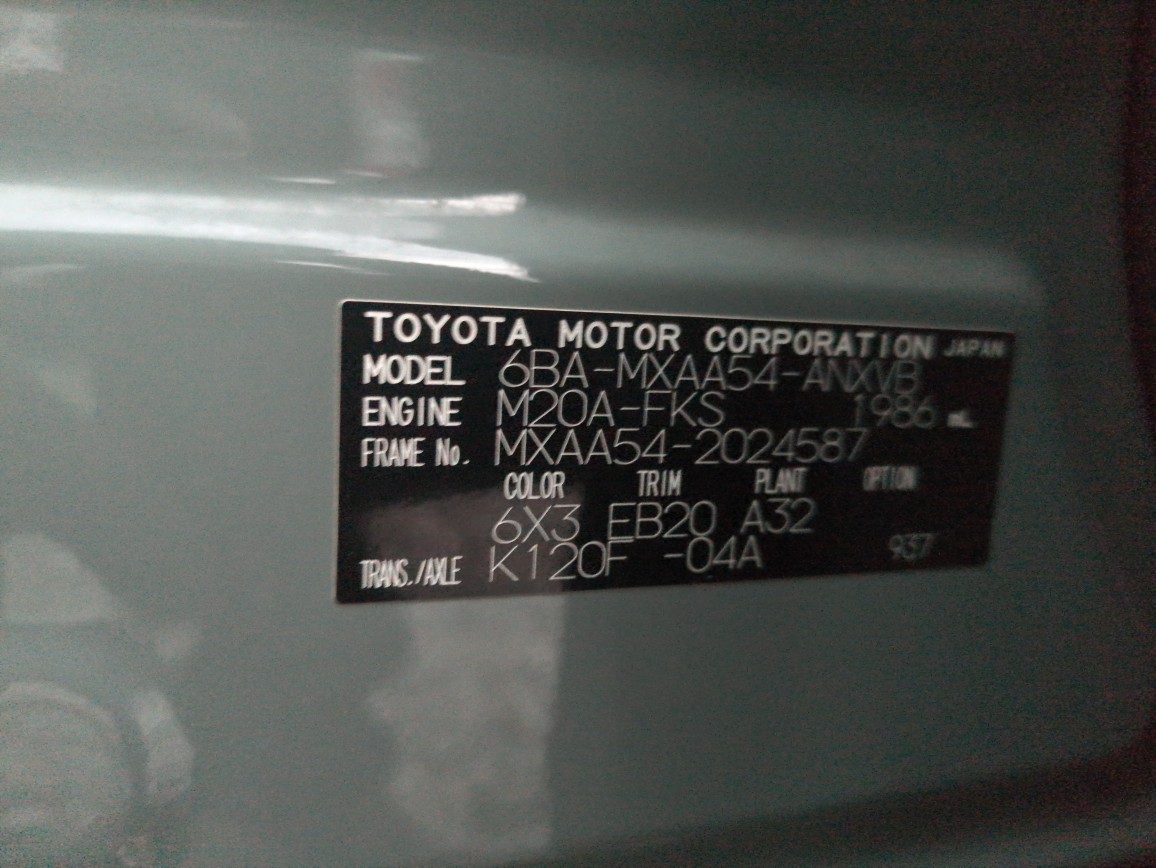 TOYOTA MOTOR CORPORATION JAPAN
MODEL 6BA-MXAA54-ANXVB
ENGINE M20A-FKS 1986 mL
FRAME No. MXAA54-2024587
COLOR TRIM PLANT OPTION
6X3 EB20 A32
TRANS./AXLE K120F -04A 937